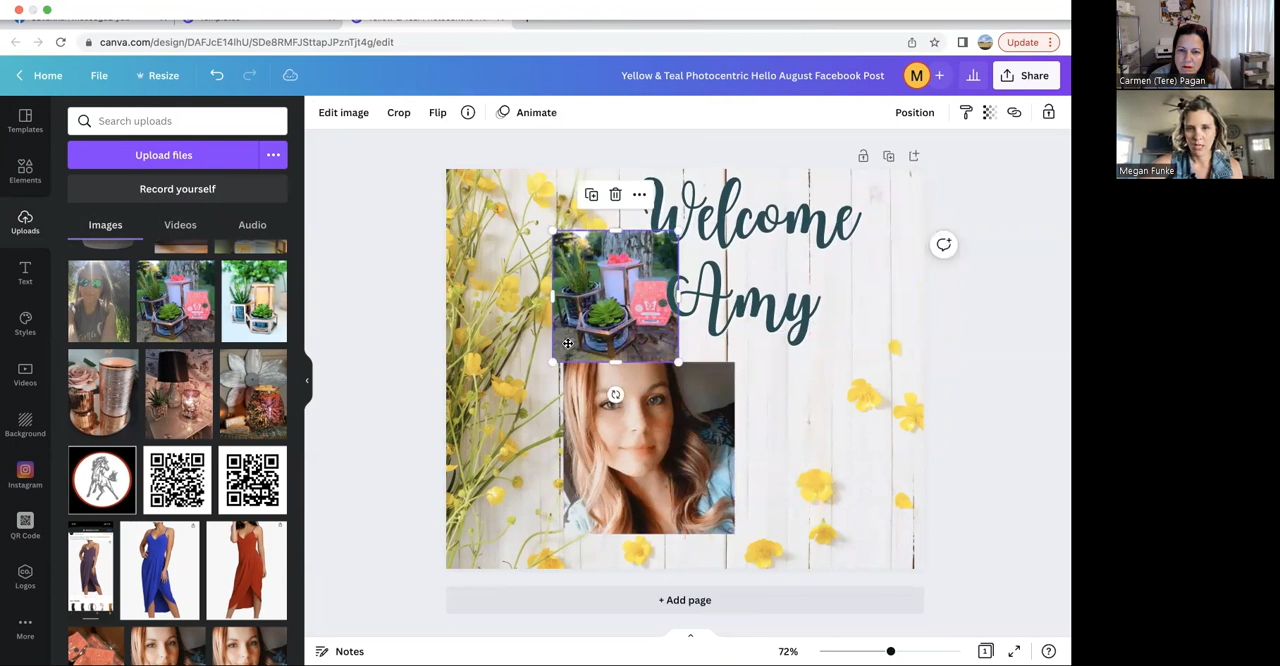 canva.com/design/DAFJcE14lhU/SDe8RMFJSttapJPznTjt4g/edit
Update
Home
File
Resize
Yellow & Teal Photocentric Hello August Facebook Post
M
+
Share
Templates
Elements
Uploads
Text
Styles
Videos
Background
Instagram
QR Code
Logos
More
Search uploads
Upload files
Record yourself
Images
Videos
Audio
Edit image
Crop
Flip
Animate
Position
Welcome
Amy
+ Add page
Notes
72%
1
Carmen (Tere) Pagan
Megan Funke